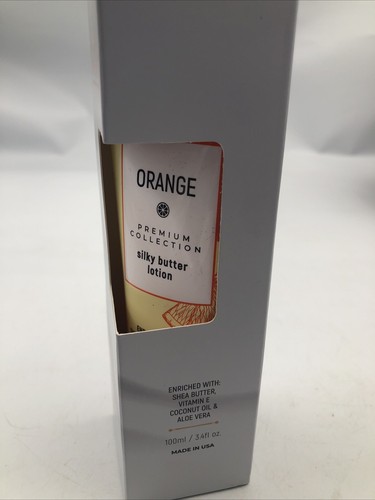 ORANGE
PREMIUM
COLLECTION
silky butter
lotion
ENRICHED WITH:
SHEA BUTTER,
VITAMIN E
COCONUT OIL &
ALOE VERA
100ml / 3.4fl oz
MADE IN USA